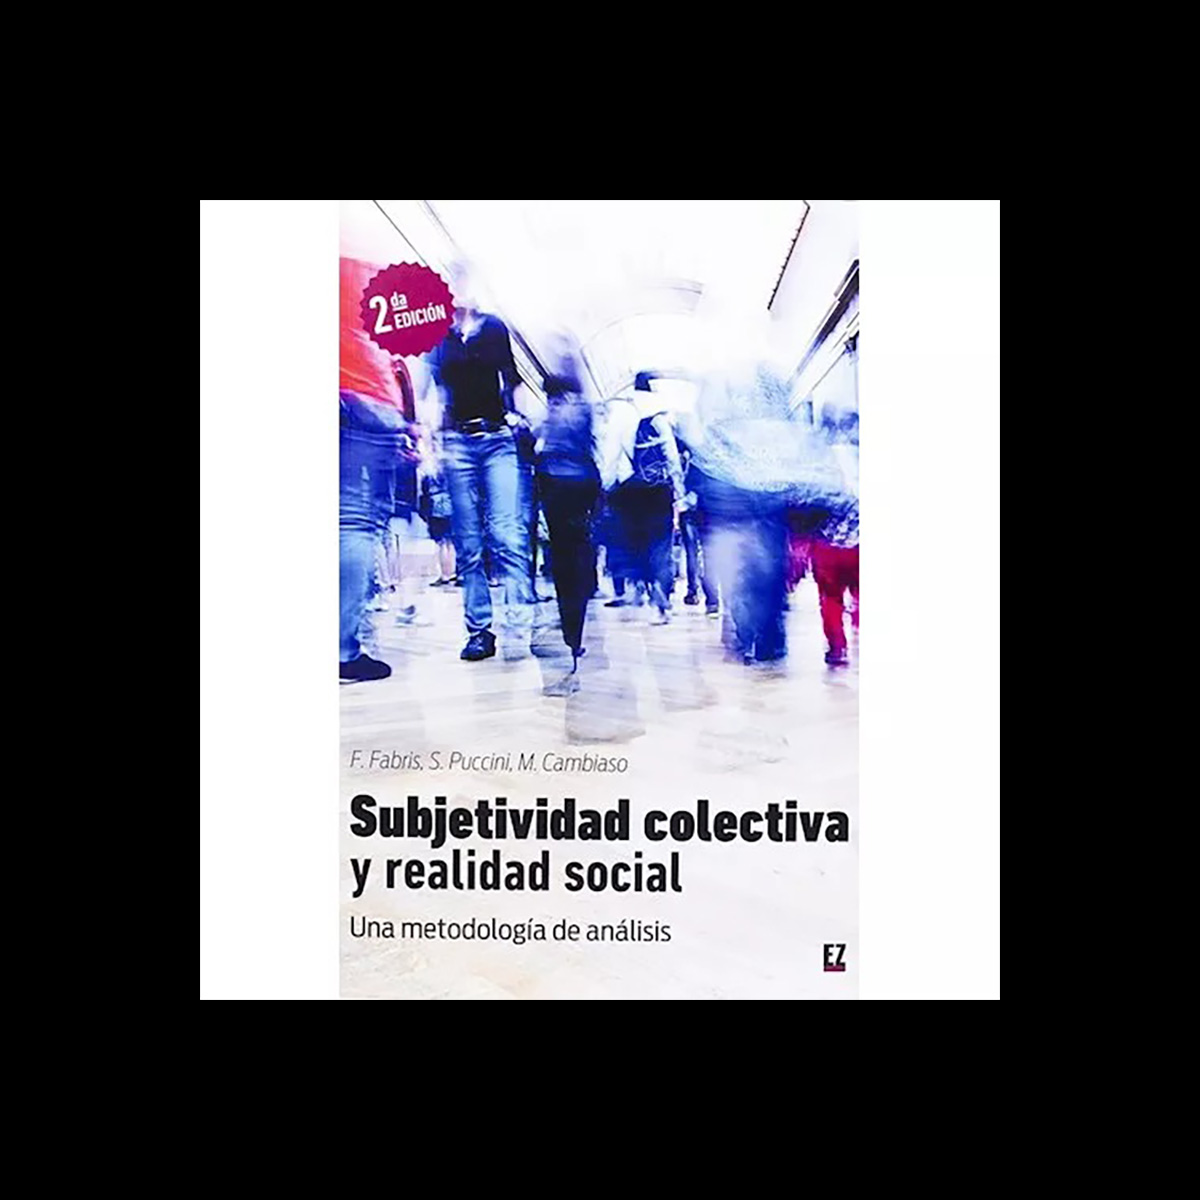 2da
EDICIÓN
F. Fabris, S. Puccini, M. Cambiaso
Subjetividad colectiva
y realidad social
Una metodología de análisis
EZ